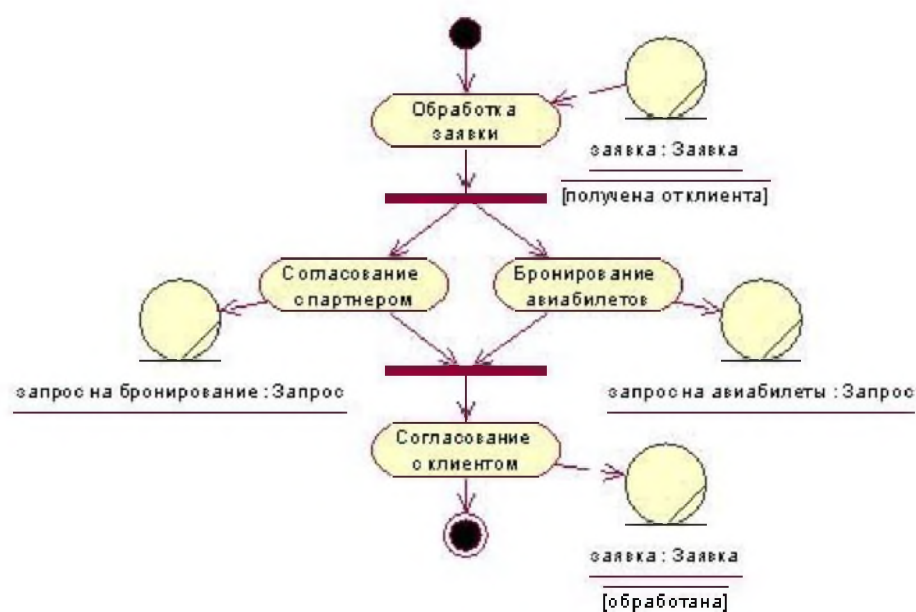 Обработка
заявки
заявка : Заявка
[получена от клиента]
Согласование
с партнером
Бронирование
авиабилетов
запрос на бронирование : Запрос
запрос на авиабилеты : Запрос
Согласование
с клиентом
заявка : Заявка
[обработана]